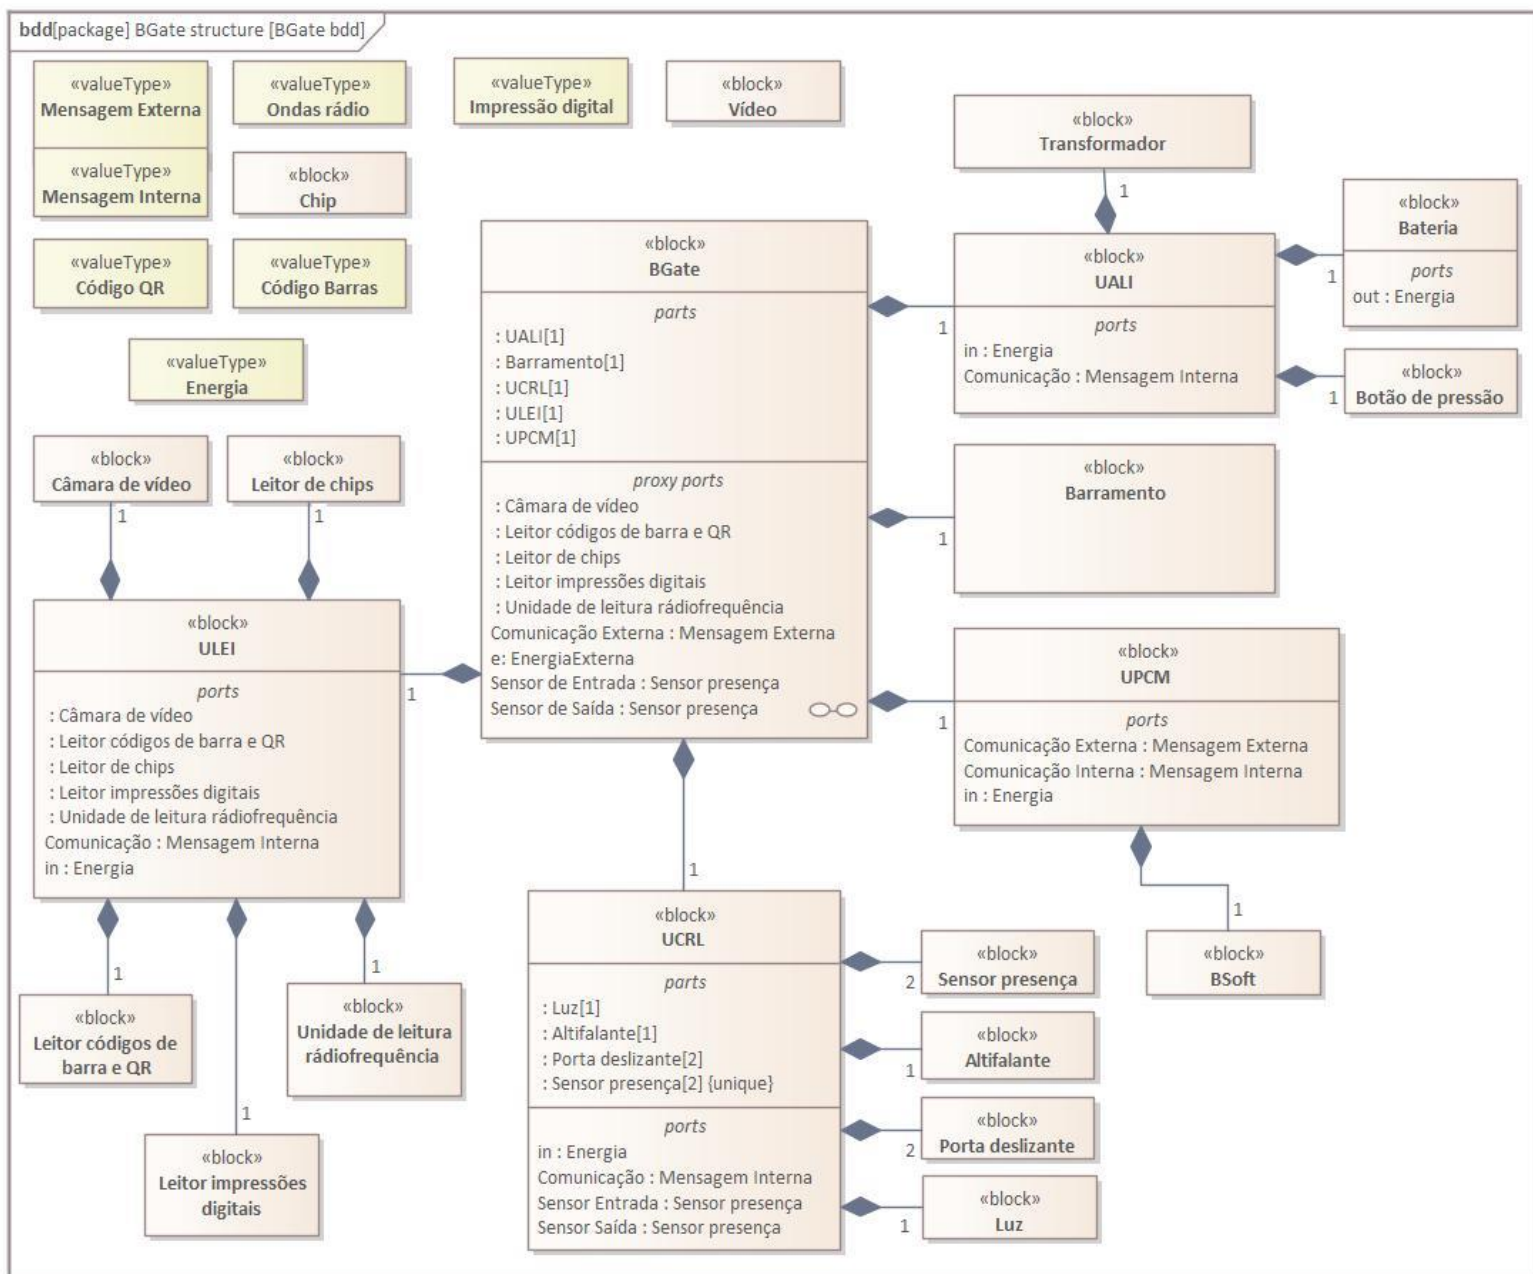 bdd[package] BGate structure [BGate bdd]
«valueType»
Mensagem Externa
«valueType»
Ondas rádio
«valueType»
Impressão digital
«block»
Vídeo
«valueType»
Mensagem Interna
«block»
Chip
«valueType»
Código QR
«valueType»
Código Barras
«valueType»
Energia
«block»
Transformador
1
«block»
UALI
ports
in : Energia
Comunicação : Mensagem Interna
1
1
«block»
Bateria
ports
out : Energia
1
«block»
Botão de pressão
«block»
BGate
parts
: UALI[1]
: Barramento[1]
: UCRL[1]
: ULEI[1]
: UPCM[1]
proxy ports
: Câmara de vídeo
: Leitor códigos de barra e QR
: Leitor de chips
: Leitor impressões digitais
: Unidade de leitura rádiofrequência
Comunicação Externa : Mensagem Externa
e: EnergiaExterna
Sensor de Entrada : Sensor presença
Sensor de Saída : Sensor presença
1
«block»
Barramento
«block»
Câmara de vídeo
1
«block»
Leitor de chips
1
«block»
ULEI
ports
: Câmara de vídeo
: Leitor códigos de barra e QR
: Leitor de chips
: Leitor impressões digitais
: Unidade de leitura rádiofrequência
Comunicação : Mensagem Interna
in : Energia
1
1
«block»
UPCM
ports
Comunicação Externa : Mensagem Externa
Comunicação Interna : Mensagem Interna
in : Energia
1
«block»
BSoft
1
«block»
Leitor códigos de
barra e QR
1
«block»
Unidade de leitura
rádiofrequência
1
«block»
Leitor impressões
digitais
1
«block»
UCRL
parts
: Luz[1]
: Altifalante[1]
: Porta deslizante[2]
: Sensor presença[2] {unique}
ports
in : Energia
Comunicação : Mensagem Interna
Sensor Entrada : Sensor presença
Sensor Saída : Sensor presença
2
«block»
Sensor presença
1
«block»
Altifalante
2
«block»
Porta deslizante
1
«block»
Luz